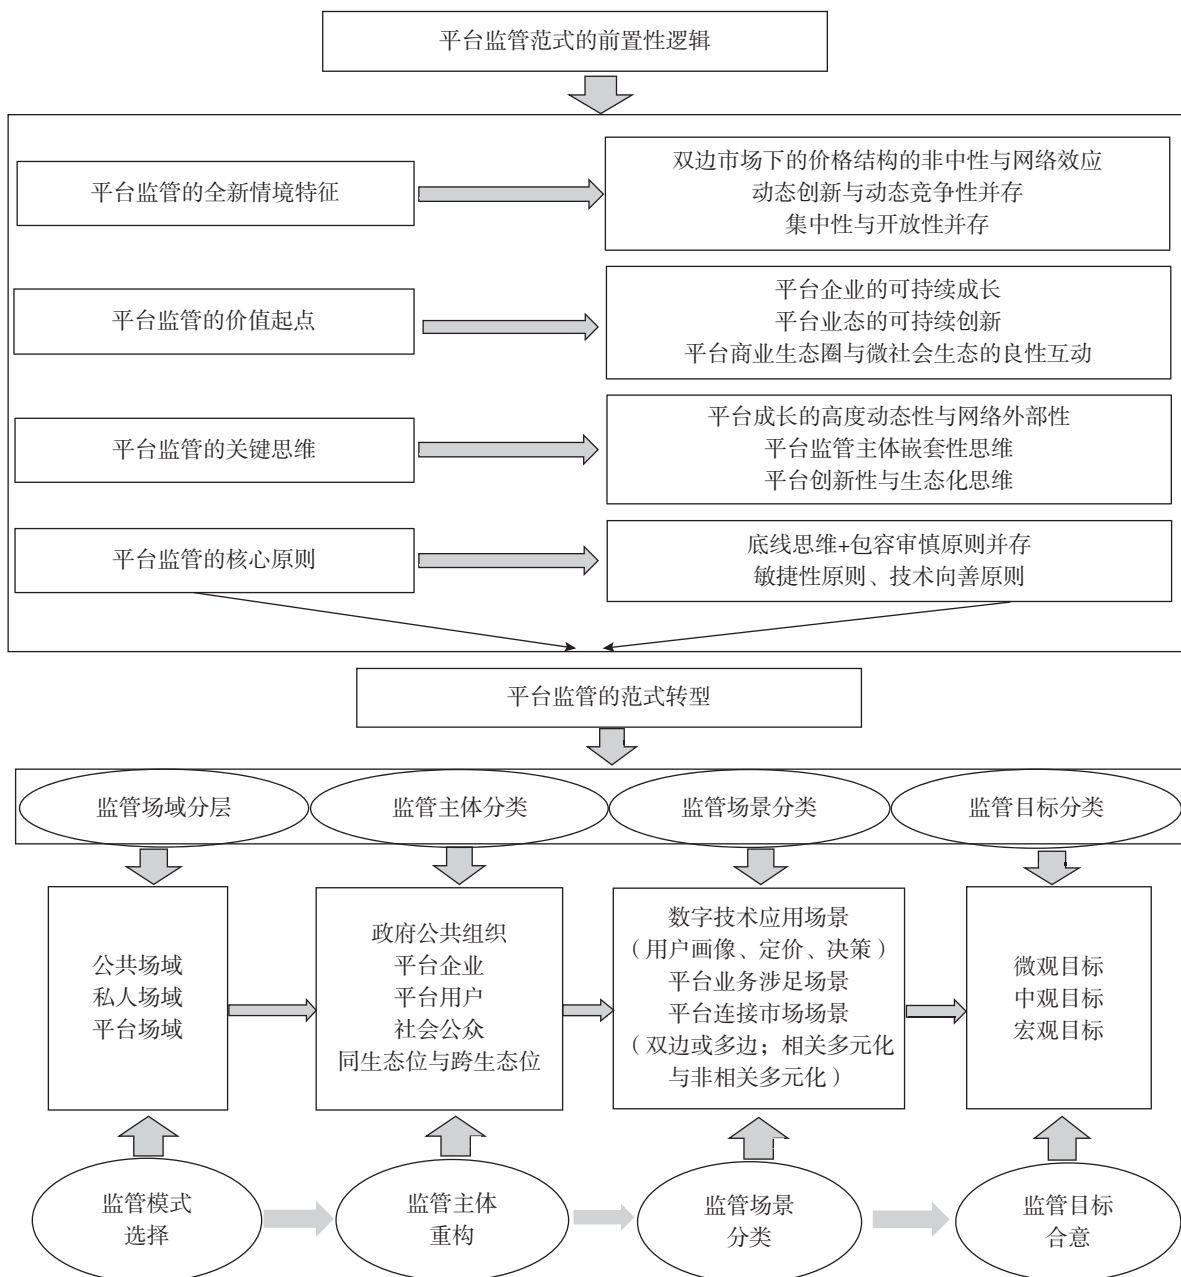 平台监管范式的前置性逻辑
平台监管的全新情境特征
双边市场下的价格结构的非中性与网络效应
动态创新与动态竞争性并存
集中性与开放性并存
平台监管的价值起点
平台企业的可持续成长
平台业态的可持续创新
平台商业生态圈与微社会生态的良性互动
平台监管的关键思维
平台成长的高度动态性与网络外部性
平台监管主体嵌套性思维
平台创新性与生态化思维
平台监管的核心原则
底线思维+包容审慎原则并存
敏捷性原则、技术向善原则
平台监管的范式转型
监管场域分层
监管主体分类
监管场景分类
监管目标分类
公共场域
私人场域
平台场域
政府公共组织
平台企业
平台用户
社会公众
同生态位与跨生态位
数字技术应用场景
（用户画像、定价、决策）
平台业务涉足场景
平台连接市场场景
（双边或多边；相关多元化
与非相关多元化）
微观目标
中观目标
宏观目标
监管模式
选择
监管主体
重构
监管场景
分类
监管目标
合意